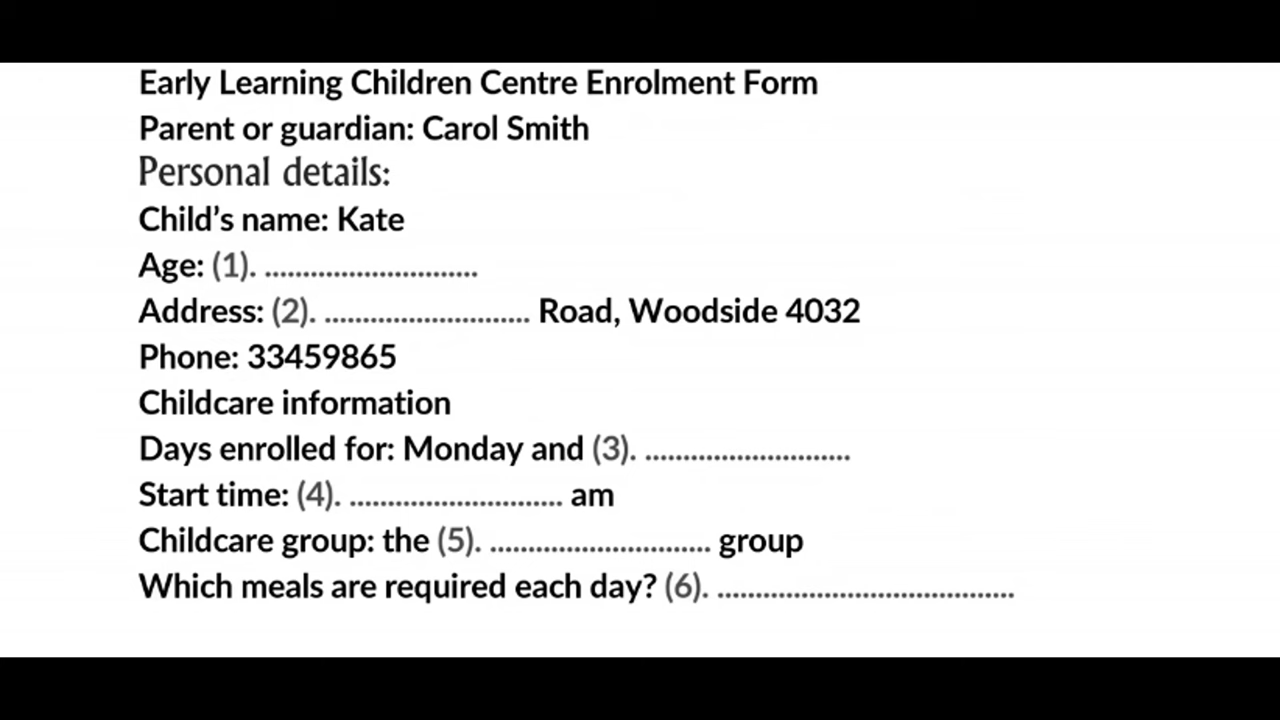 Early Learning Children Centre Enrolment Form
Parent or guardian: Carol Smith
Personal details:
Child’s name: Kate
Age: (1). ............................
Address: (2). ........................... Road, Woodside 4032
Phone: 33459865
Childcare information
Days enrolled for: Monday and (3). ...........................
Start time: (4). ............................ am
Childcare group: the (5). ............................. group
Which meals are required each day? (6). .......................................